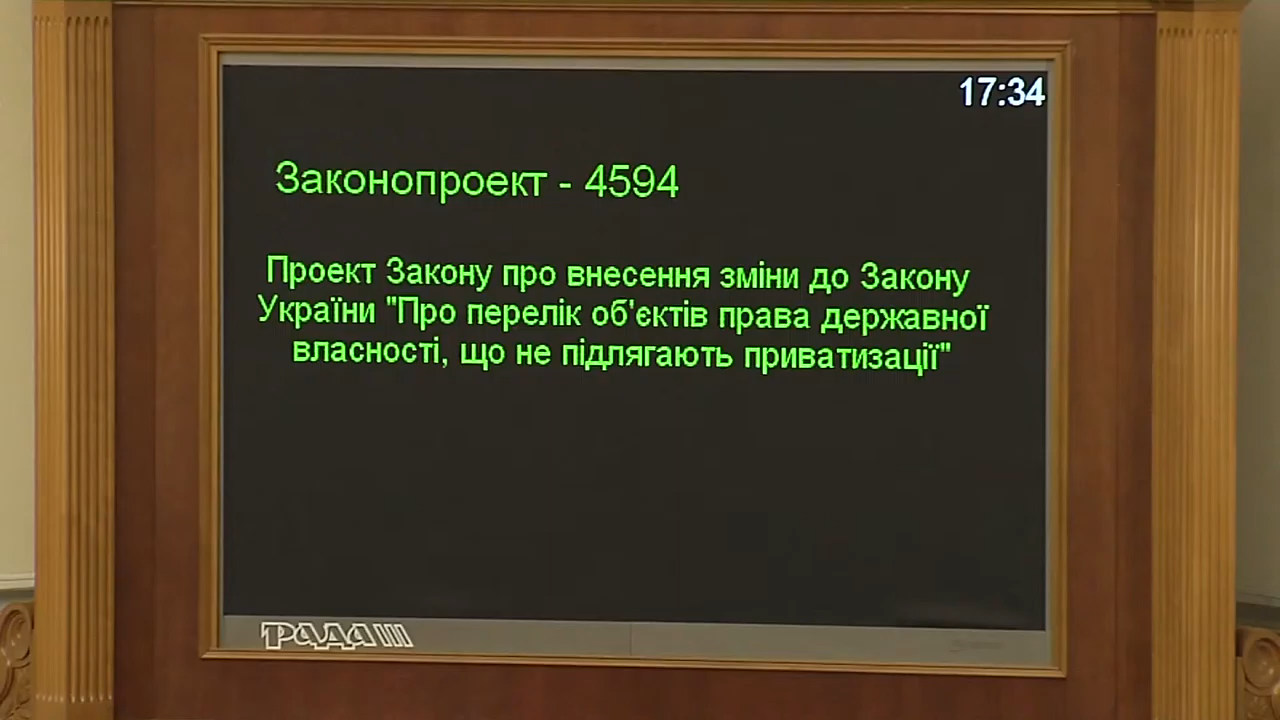 17:34
Законопроект - 4594
Проект Закону про внесення зміни до Закону
України "Про перелік об'єктів права державної
власності, що не підлягають приватизації"
РАДА III